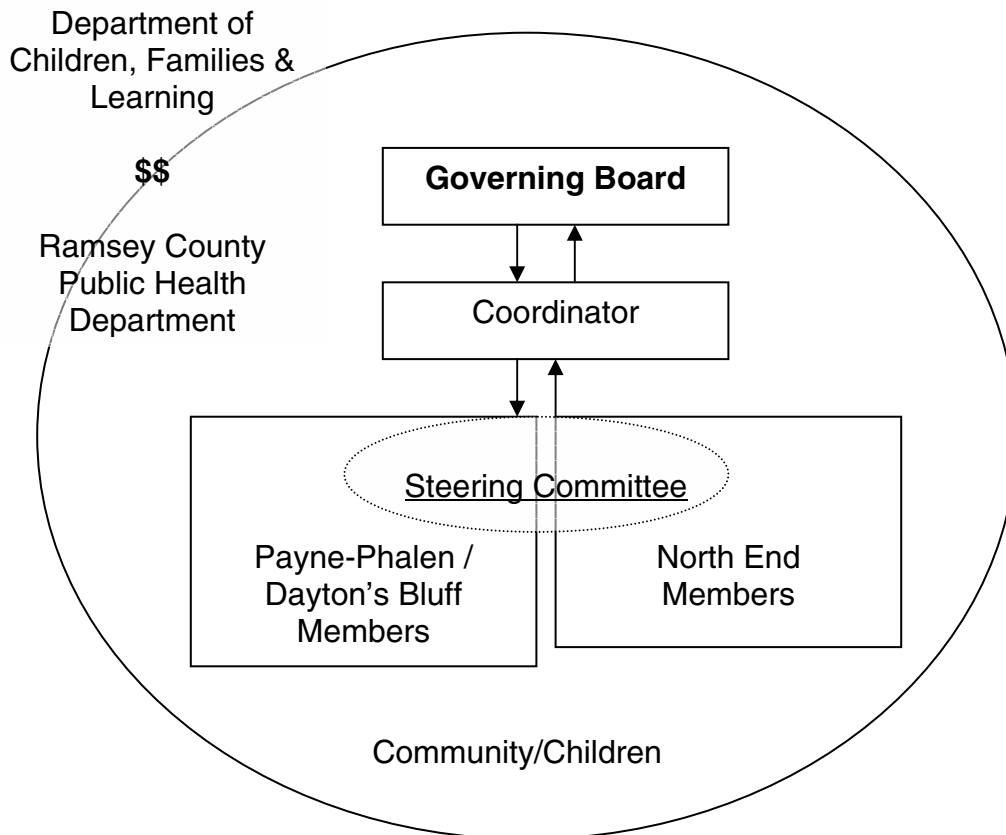 Department of
Children, Families &
Learning
$$
Ramsey County
Public Health
Department
Governing Board
Coordinator
Steering Committee
Payne-Phalen /
Dayton’s Bluff
Members
North End
Members
Community/Children